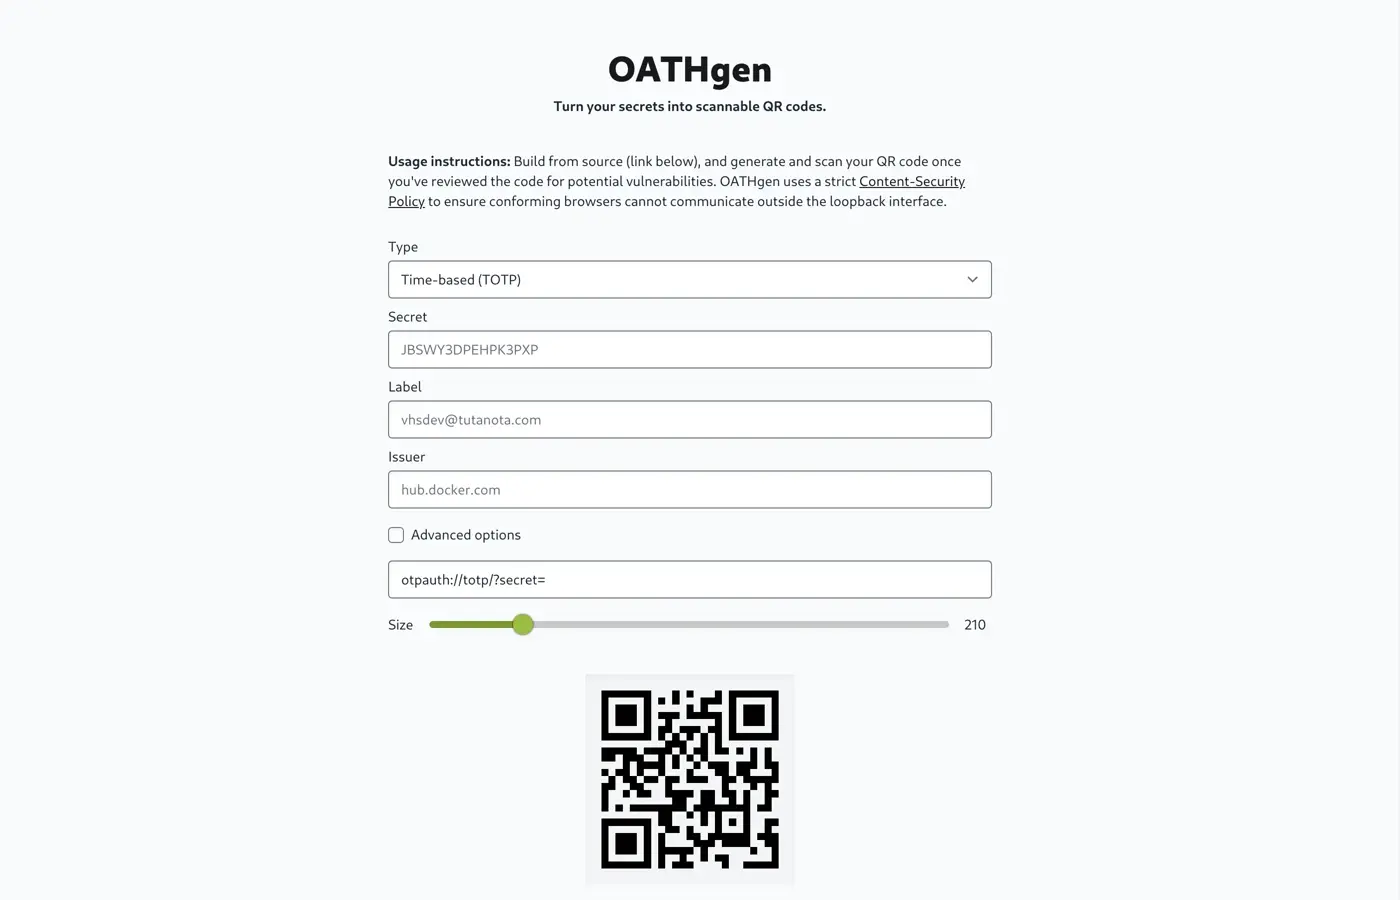 OATHgen
Turn your secrets into scannable QR codes.
Usage instructions: Build from source (link below), and generate and scan your QR code once
you've reviewed the code for potential vulnerabilities. OATHgen uses a strict Content-Security
Policy to ensure conforming browsers cannot communicate outside the loopback interface.
Type
Time-based (TOTP)
Secret
JBSWY3DPEHPK3PXP
Label
vhsdev@tutanota.com
Issuer
hub.docker.com
Advanced options
otpauth://totp/?secret=
Size 210